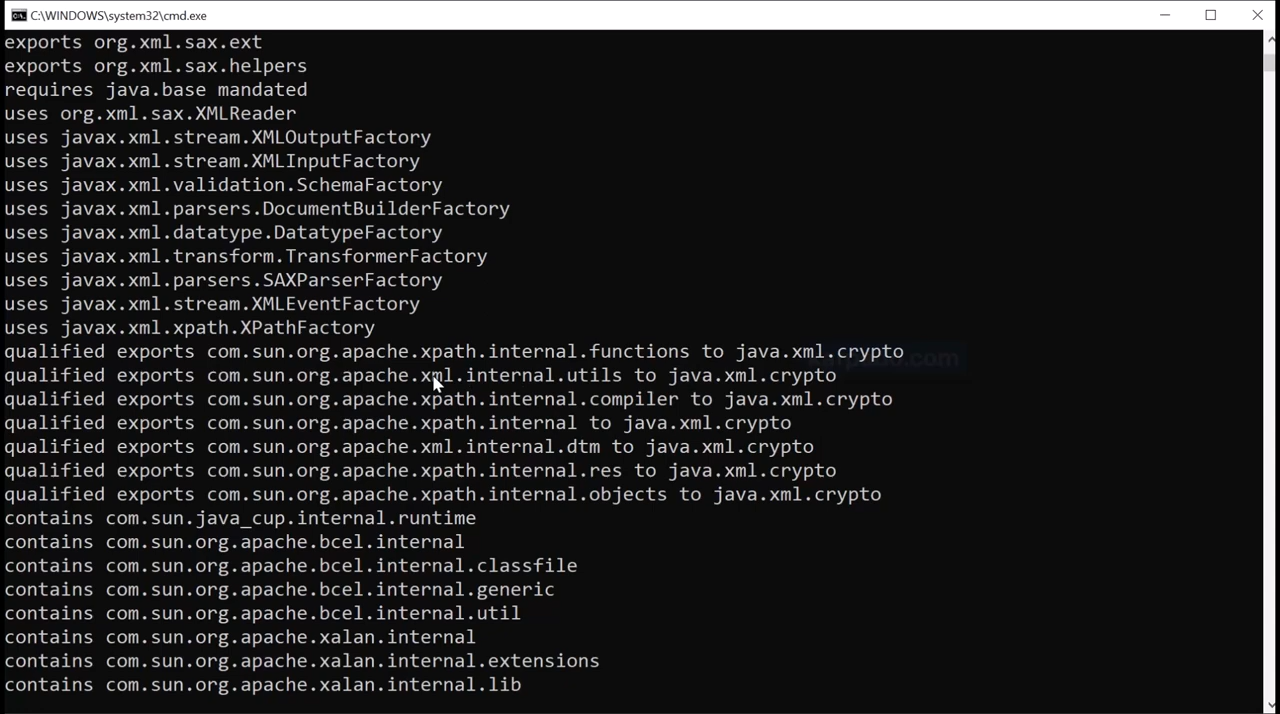 C:\WINDOWS\system32\cmd.exe
exports org.xml.sax.ext
exports org.xml.sax.helpers
requires java.base mandated
uses org.xml.sax.XMLReader
uses javax.xml.stream.XMLOutputFactory
uses javax.xml.stream.XMLInputFactory
uses javax.xml.validation.SchemaFactory
uses javax.xml.parsers.DocumentBuilderFactory
uses javax.xml.datatype.DatatypeFactory
uses javax.xml.transform.TransformerFactory
uses javax.xml.parsers.SAXParserFactory
uses javax.xml.stream.XMLEventFactory
uses javax.xml.xpath.XPathFactory
qualified exports com.sun.org.apache.xpath.internal.functions to java.xml.crypto
qualified exports com.sun.org.apache.xml.internal.utils to java.xml.crypto
qualified exports com.sun.org.apache.xpath.internal.compiler to java.xml.crypto
qualified exports com.sun.org.apache.xpath.internal to java.xml.crypto
qualified exports com.sun.org.apache.xml.internal.dtm to java.xml.crypto
qualified exports com.sun.org.apache.xpath.internal.res to java.xml.crypto
qualified exports com.sun.org.apache.xpath.internal.objects to java.xml.crypto
contains com.sun.java_cup.internal.runtime
contains com.sun.org.apache.bcel.internal
contains com.sun.org.apache.bcel.internal.classfile
contains com.sun.org.apache.bcel.internal.generic
contains com.sun.org.apache.bcel.internal.util
contains com.sun.org.apache.xalan.internal
contains com.sun.org.apache.xalan.internal.extensions
contains com.sun.org.apache.xalan.internal.lib